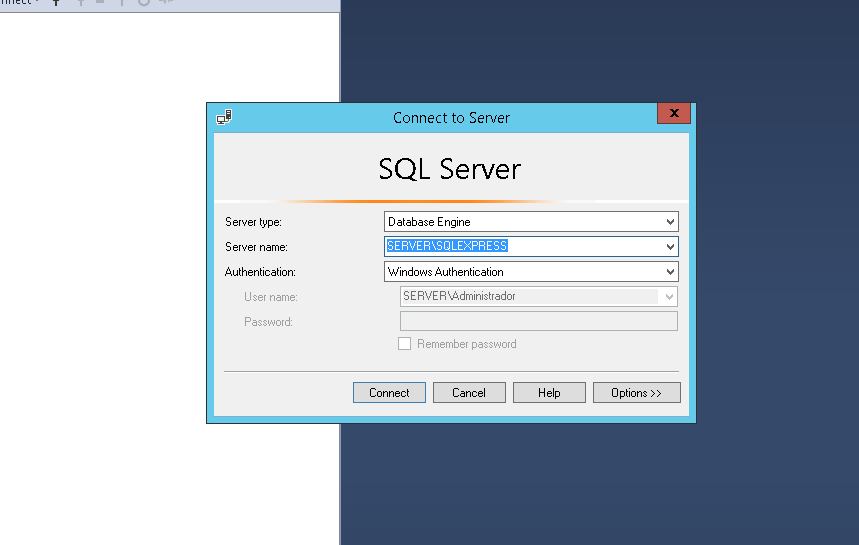 Connect to Server
SQL Server
Server type:
Database Engine
Server name:
SERVER\SQLEXPRESS
Authentication:
Windows Authentication
User name:
SERVER\Administrador
Password:
Remember password
Connect
Cancel
Help
Options >>